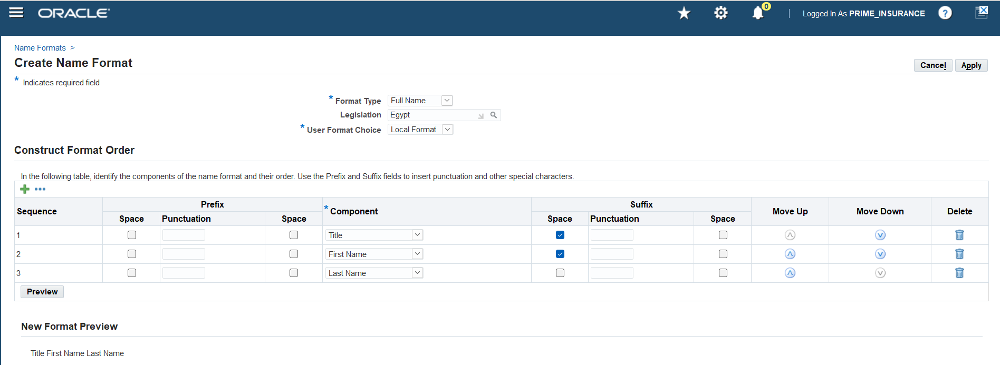 ORACLE
0
Logged In As PRIME_INSURANCE
?
Name Formats >
Create Name Format
Cancel Apply
* Indicates required field
* Format Type Full Name
Legislation Egypt
* User Format Choice Local Format
Construct Format Order
In the following table, identify the components of the name format and their order. Use the Prefix and Suffix fields to insert punctuation and other special characters.
Sequence Prefix * Component Suffix Move Up Move Down Delete
Space Punctuation Space Space Punctuation Space
1 Title
2 First Name
3 Last Name
Preview
New Format Preview
Title First Name Last Name